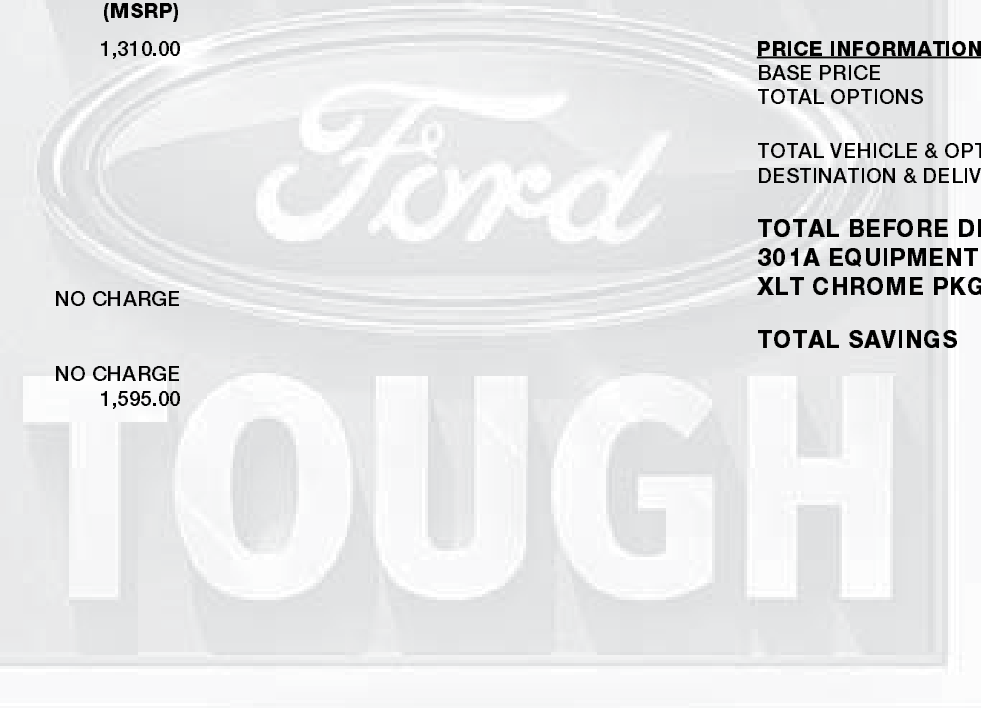 (MSRP)
1,310.00
NO CHARGE
NO CHARGE
1,595.00
Ford
TOUGH
PRICE INFORMATION
BASE PRICE
TOTAL OPTIONS
TOTAL VEHICLE & OPT
DESTINATION & DELIV
TOTAL BEFORE DI
301A EQUIPMENT
XLT CHROME PKG
TOTAL SAVINGS